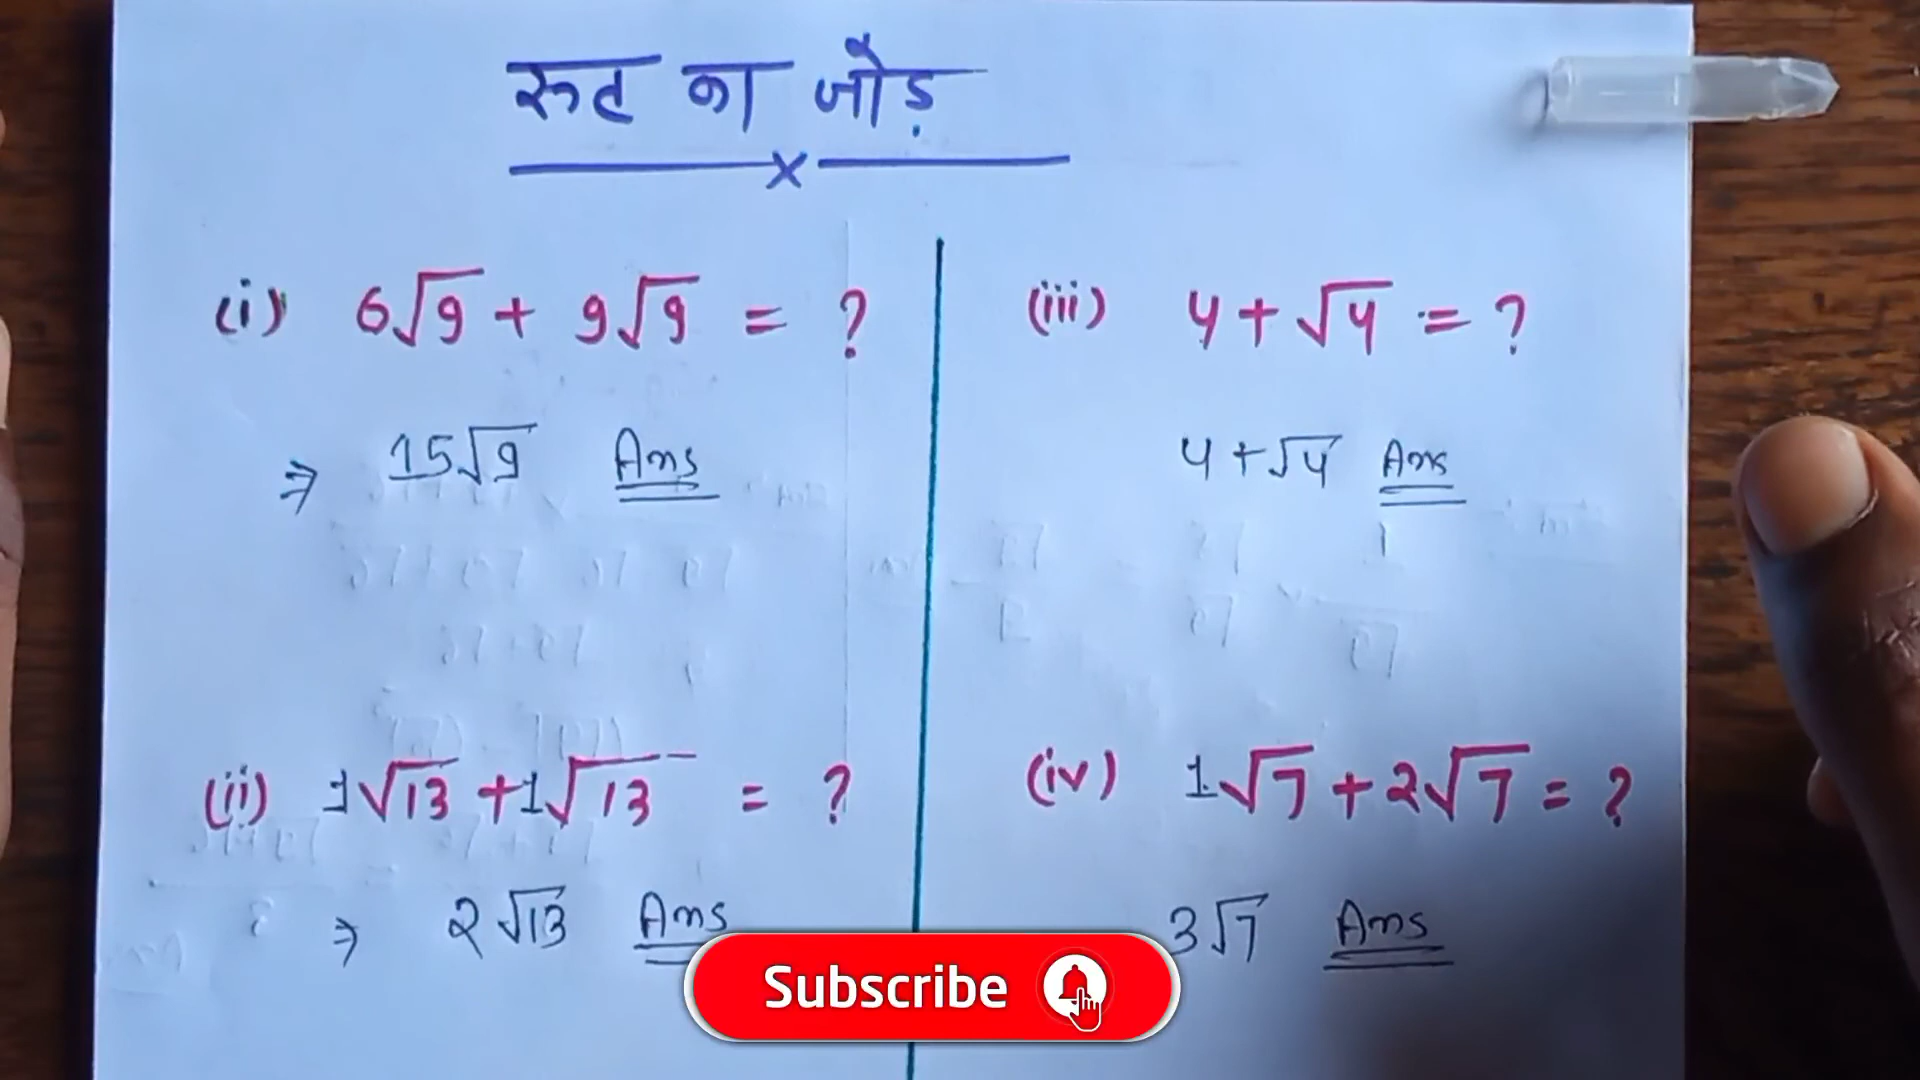 रूट का जोड़
(i) 6√9 + 9√9 = ?
⇒ 15√9 Ans
(ii) 1√13 + 1√13 = ?
⇒ 2√13 Ans
(iii) 4 + √4 = ?
4 + √4 Ans
(iv) 1√7 + 2√7 = ?
3√7 Ans
Subscribe